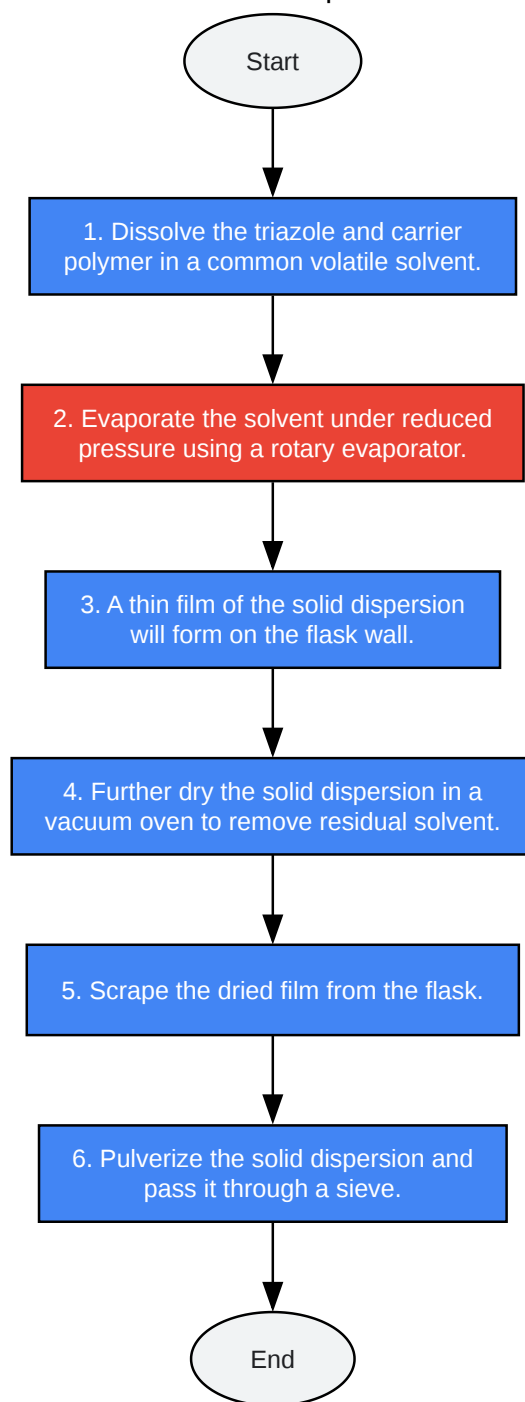 Start
1. Dissolve the triazole and carrier
polymer in a common volatile solvent.
2. Evaporate the solvent under reduced
pressure using a rotary evaporator.
3. A thin film of the solid dispersion
will form on the flask wall.
4. Further dry the solid dispersion in a
vacuum oven to remove residual solvent.
5. Scrape the dried film from the flask.
6. Pulverize the solid dispersion and
pass it through a sieve.
End